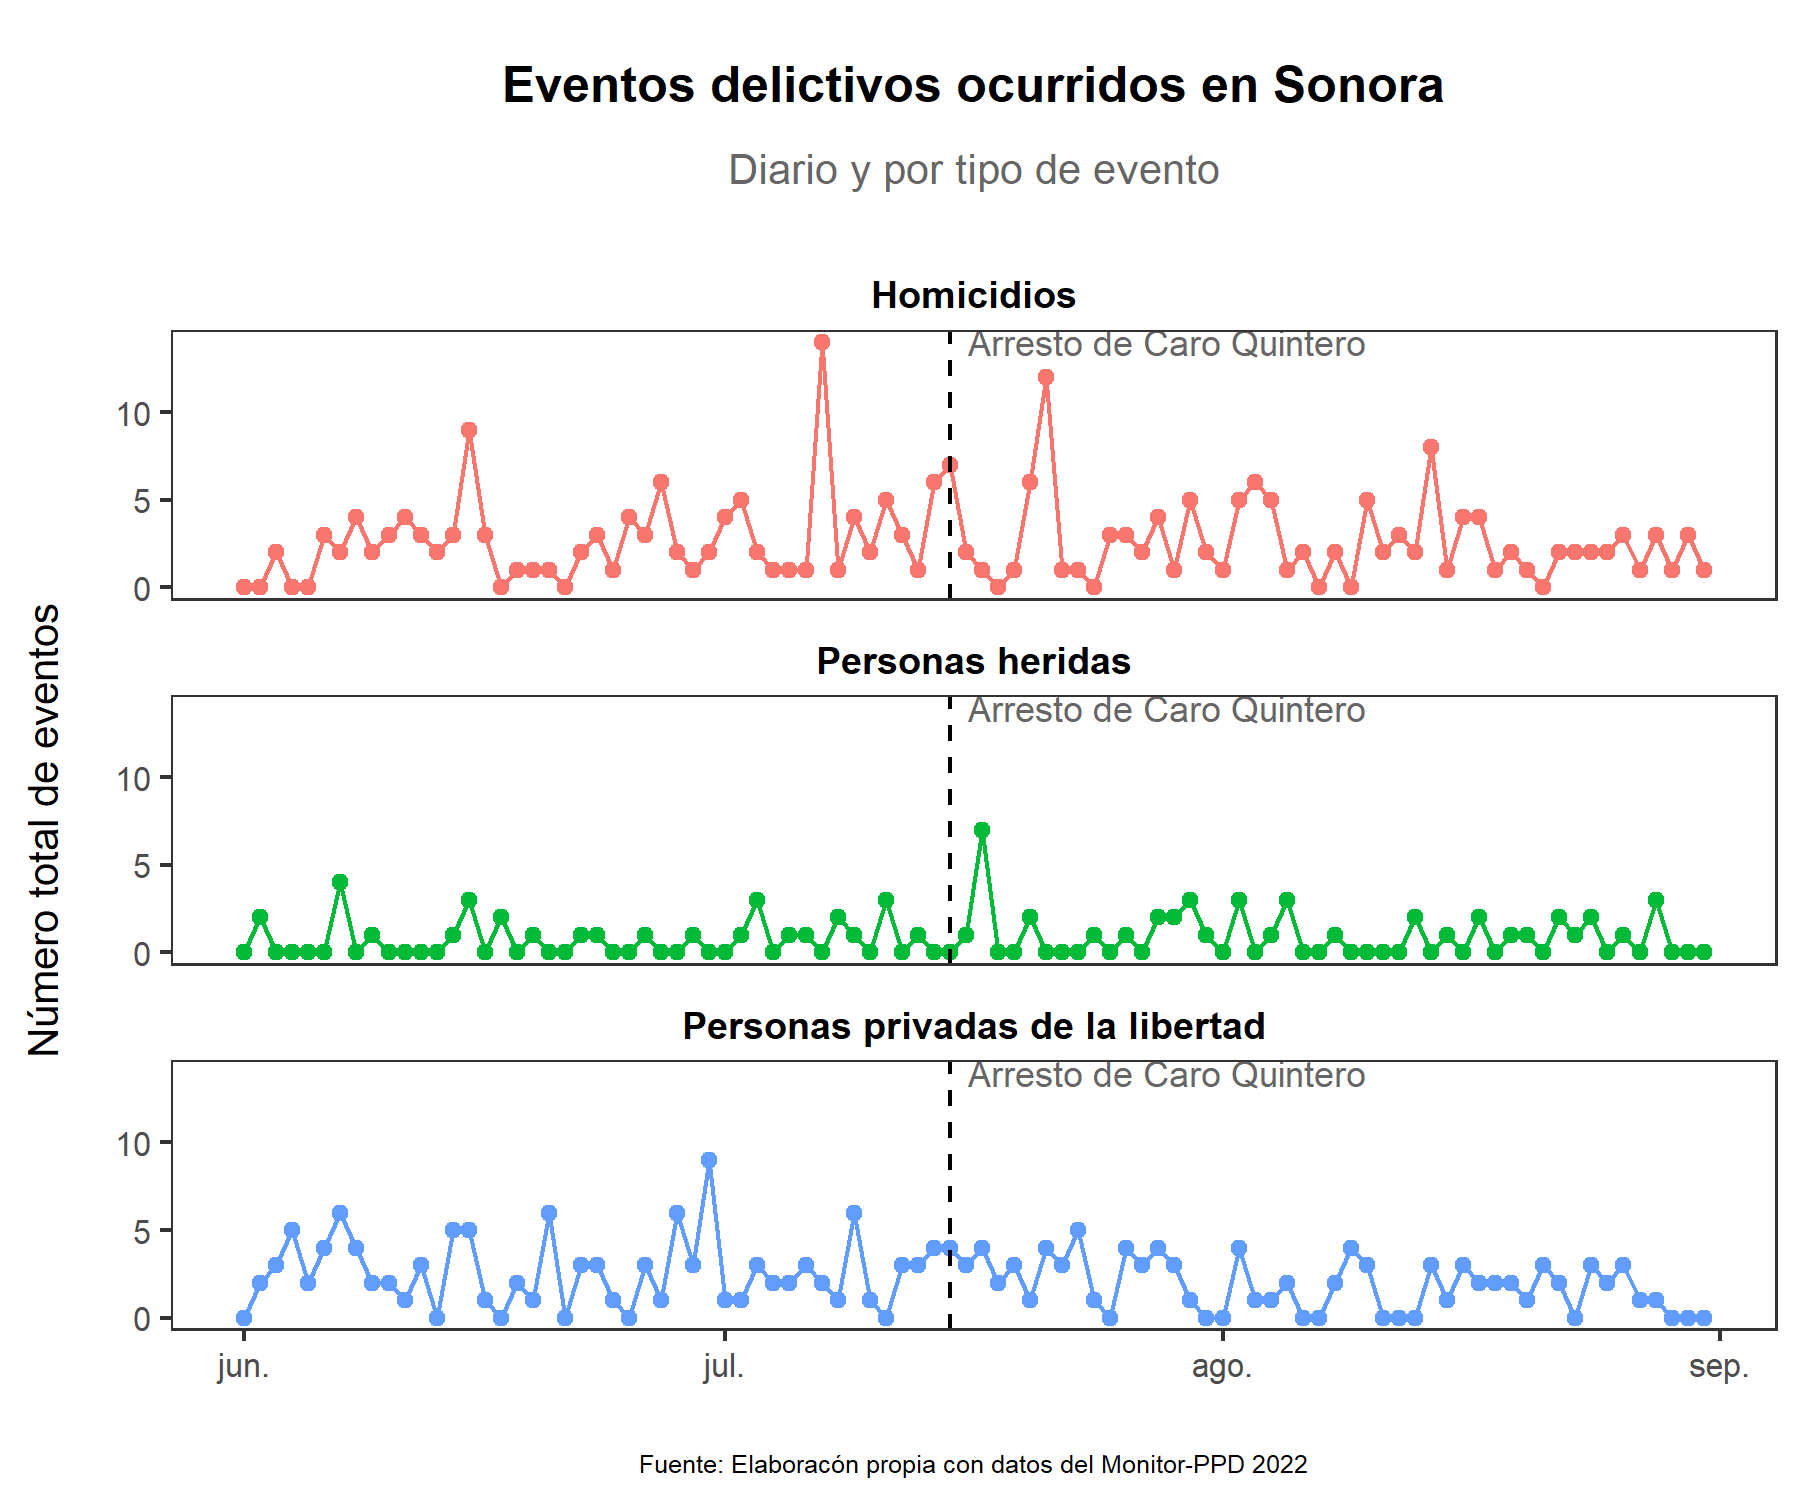 Eventos delictivos ocurridos en Sonora
Diario y por tipo de evento
Número total de eventos
Homicidios
Arresto de Caro Quintero
10
5
0
Personas heridas
Arresto de Caro Quintero
10
5
0
Personas privadas de la libertad
Arresto de Caro Quintero
10
5
0
jun. jul. ago. sep.
Fuente: Elaboracón propia con datos del Monitor-PPD 2022